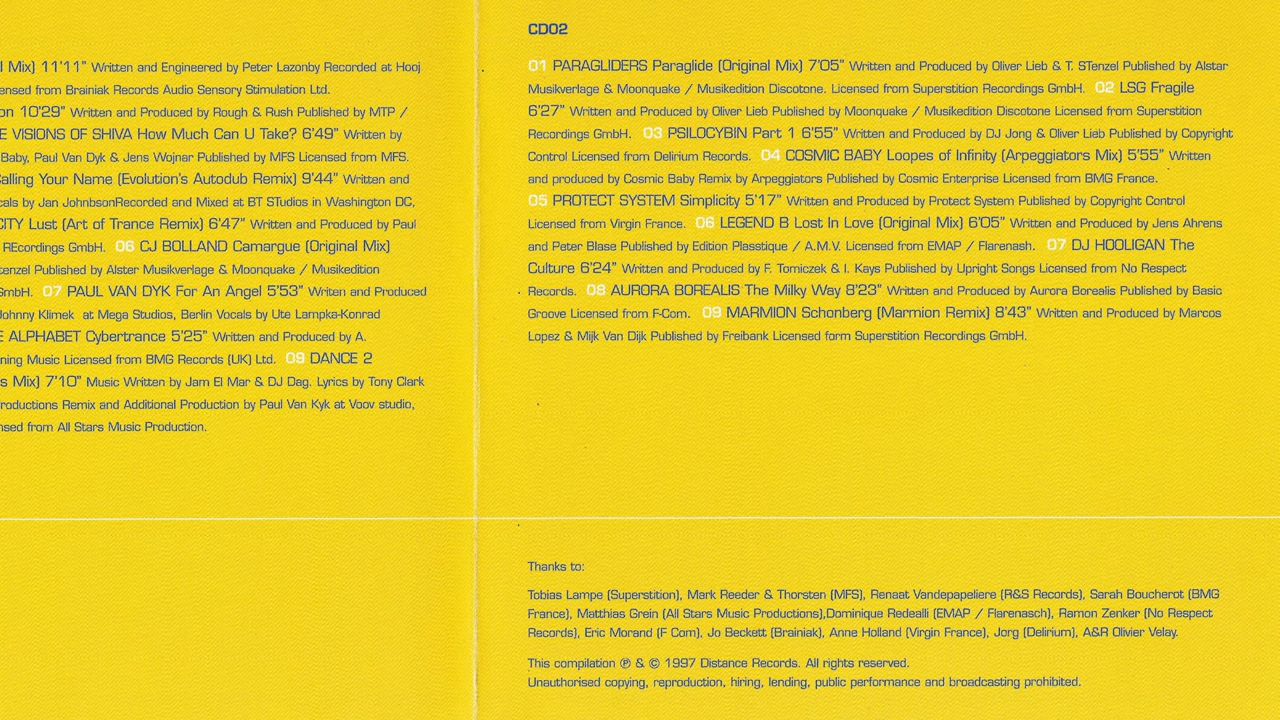 l Mix) 11'11" Written and Engineered by Peter Lazonby Recorded at Hooj
ensed from Brainiak Records Audio Sensory Stimulation Ltd.
on 10'29" Written and Produced by Rough & Rush Published by MTP /
E VISIONS OF SHIVA How Much Can U Take? 6'49" Written by
Baby, Paul Van Dyk & Jens Wojnar Published by MFS Licensed from MFS.
alling Your Name (Evolution's Autodub Remix) 9'44" Written and
cals by Jan JohnbsonRecorded and Mixed at BT STudios in Washington DC,
CITY Lust (Art of Trance Remix) 6'47" Written and Produced by Paul
REcordings GmbH. 06 CJ BOLLAND Camargue (Original Mix)
tenzel Published by Alster Musikverlage & Moonquake / Musikedition
GmbH. 07 PAUL VAN DYK For An Angel 5'53" Writen and Produced
Johnny Klimek at Mega Studios, Berlin Vocals by Ute Lampka-Konrad
E ALPHABET Cybertrance 5'25" Written and Produced by A.
ning Music Licensed from BMG Records (UK) Ltd. 09 DANCE 2
s Mix) 7'10" Music Written by Jam El Mar & DJ Dag. Lyrics by Tony Clark
roductions Remix and Additional Production by Paul Van Kyk at Voov studio,
nsed from All Stars Music Production.
CD02
01 PARAGLIDERS Paraglide (Original Mix) 7'05" Written and Produced by Oliver Lieb & T. STenzel Published by Alstar
Musikverlage & Moonquake / Musikedition Discotone. Licensed from Superstition Recordings GmbH. 02 LSG Fragile
6'27" Written and Produced by Oliver Lieb Published by Moonquake / Musikedition Discotone Licensed from Superstition
Recordings GmbH. 03 PSILOCYBIN Part 1 6'55" Written and Produced by DJ Jong & Oliver Lieb Published by Copyright
Control Licensed from Delirium Records. 04 COSMIC BABY Loopes of Infinity (Arpeggiators Mix) 5'55" Written
and produced by Cosmic Baby Remix by Arpeggiators Published by Cosmic Enterprise Licensed from BMG France.
05 PROTECT SYSTEM Simplicity 5'17" Written and Produced by Protect System Published by Copyright Control
Licensed from Virgin France. 06 LEGEND B Lost In Love (Original Mix) 6'05" Written and Produced by Jens Ahrens
and Peter Blase Published by Edition Plasstique / A.M.V. Licensed from EMAP / Flarenash. 07 DJ HOOLIGAN The
Culture 6'24" Written and Produced by F. Tomiczek & I. Kays Published by Upright Songs Licensed from No Respect
Records. 08 AURORA BOREALIS The Milky Way 8'23" Written and Produced by Aurora Borealis Published by Basic
Groove Licensed from F-Com. 09 MARMION Schonberg (Marmion Remix) 8'43" Written and Produced by Marcos
Lopez & Mijk Van Dijk Published by Freibank Licensed form Superstition Recordings GmbH.
Thanks to:
Tobias Lampe (Superstition), Mark Reeder & Thorsten (MFS), Renaat Vandepapeliere (R&S Records), Sarah Boucherot (BMG
France), Matthias Grein (All Stars Music Productions),Dominique Redealli (EMAP / Flarenasch), Ramon Zenker (No Respect
Records), Eric Morand (F Com), Jo Beckett (Brainiak), Anne Holland (Virgin France), Jorg (Delirium), A&R Olivier Velay.
This compilation ℗ & © 1997 Distance Records. All rights reserved.
Unauthorised copying, reproduction, hiring, lending, public performance and broadcasting prohibited.